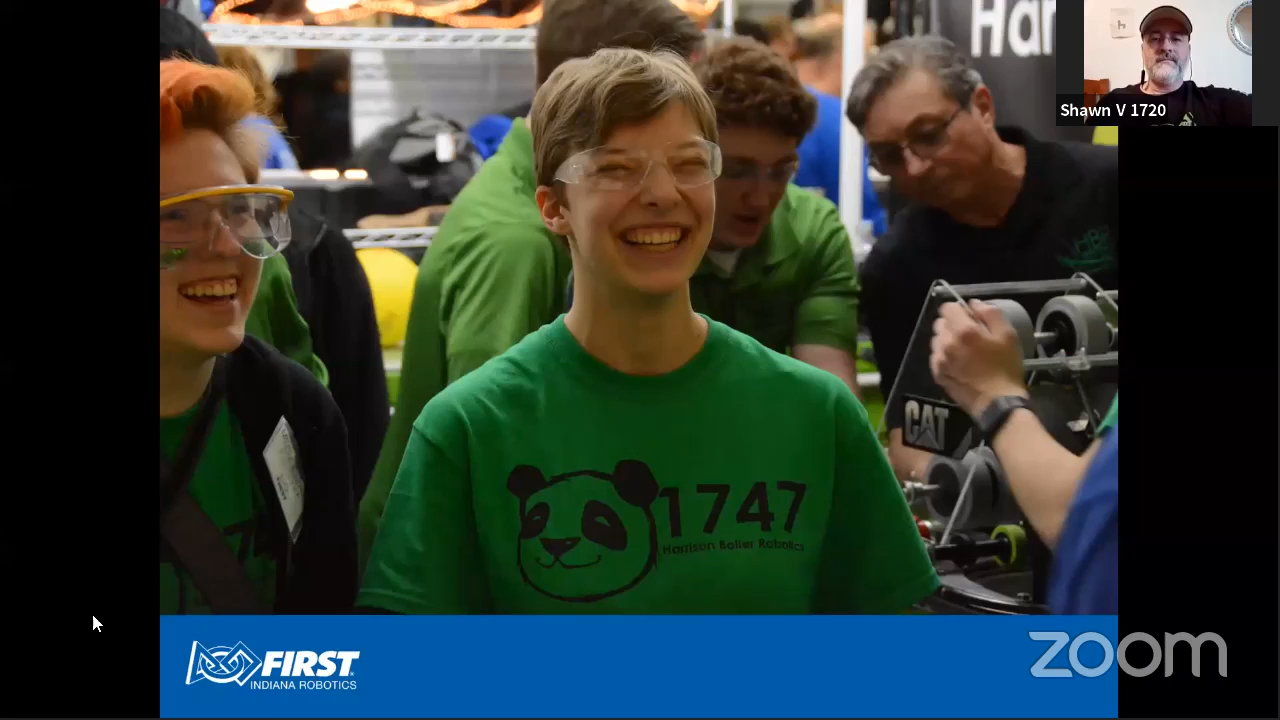 Har
Shawn V 1720
CAT
1747
Harrison Boiler Robotics
FIRST
INDIANA ROBOTICS
zoom